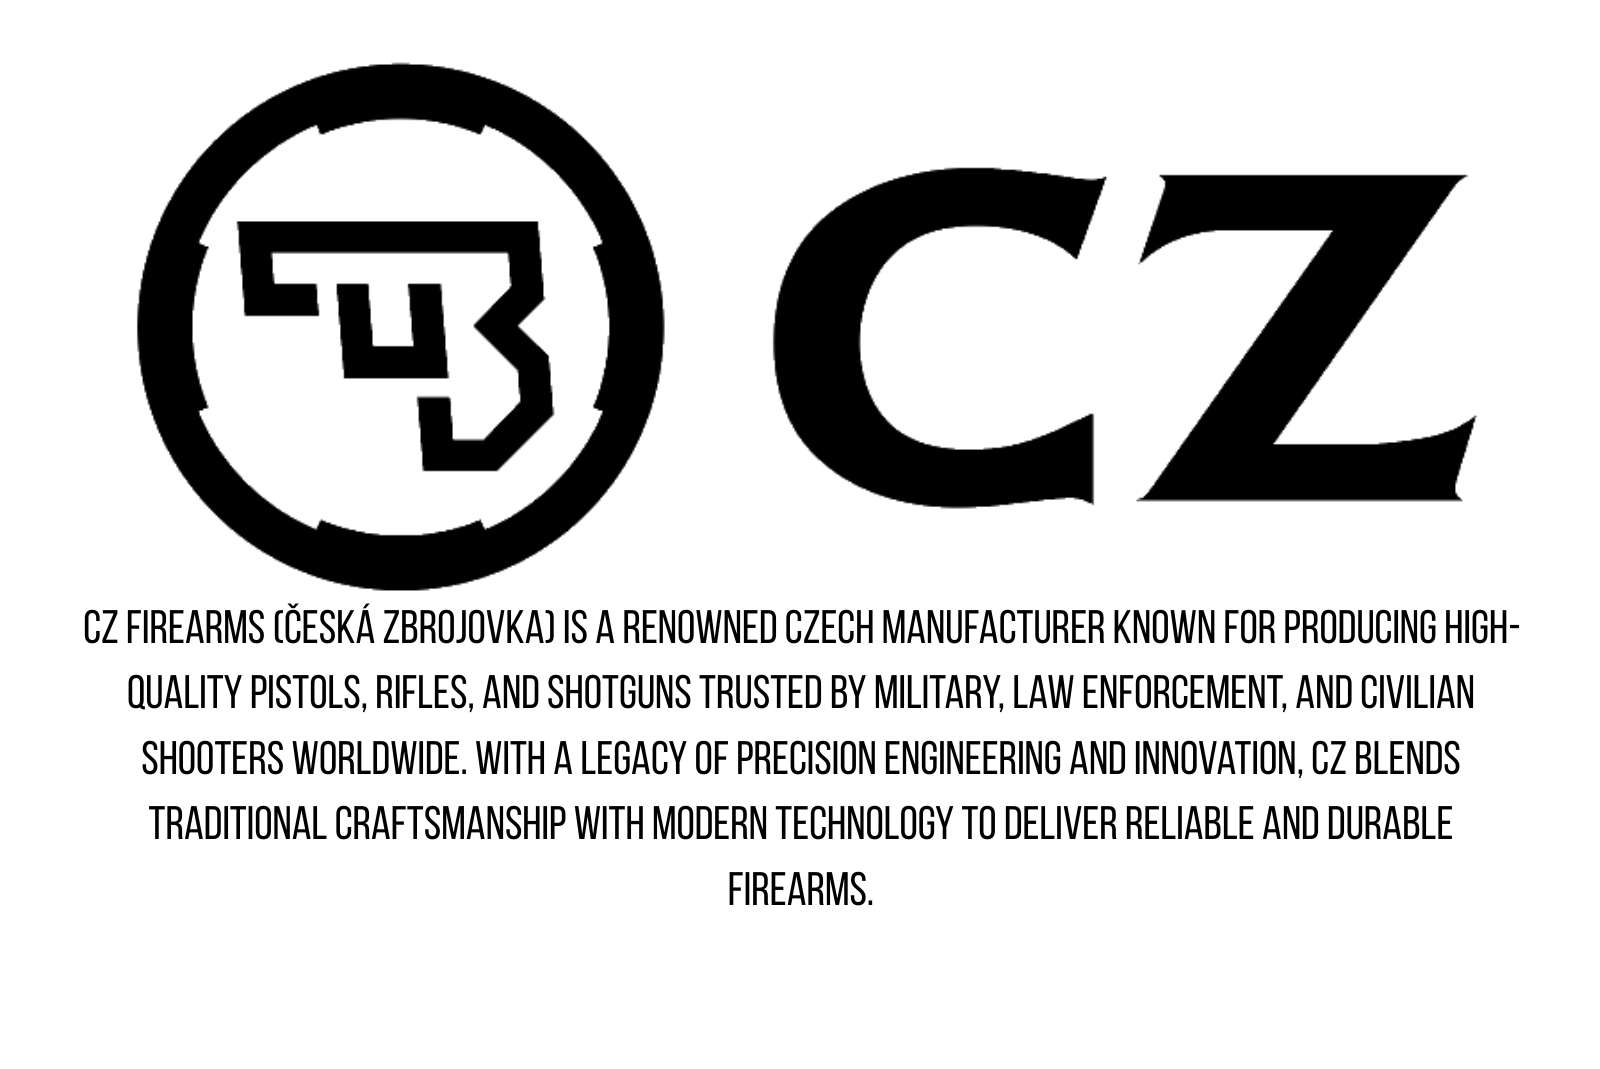 CZ
CZ FIREARMS (ČESKÁ ZBROJOVKA) IS A RENOWNED CZECH MANUFACTURER KNOWN FOR PRODUCING HIGH-
QUALITY PISTOLS, RIFLES, AND SHOTGUNS TRUSTED BY MILITARY, LAW ENFORCEMENT, AND CIVILIAN
SHOOTERS WORLDWIDE. WITH A LEGACY OF PRECISION ENGINEERING AND INNOVATION, CZ BLENDS
TRADITIONAL CRAFTSMANSHIP WITH MODERN TECHNOLOGY TO DELIVER RELIABLE AND DURABLE
FIREARMS.